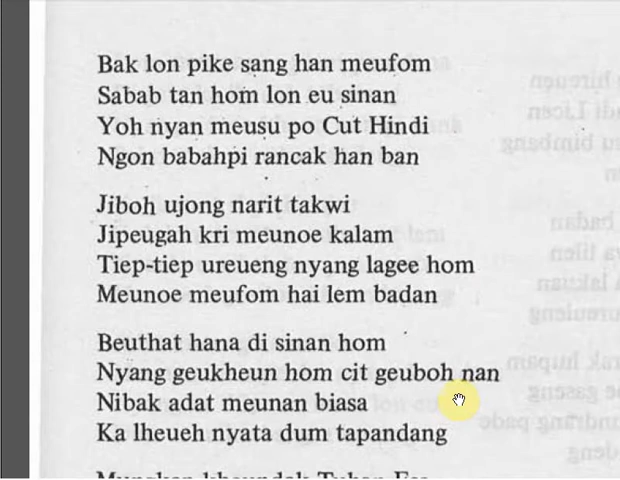 Bak lon pike sang han meufom
Sabab tan hom lon eu sinan
Yoh nyan meusu po Cut Hindi
Ngon babahpi rancak han ban
Jiboh ujong narit takwi
Jipeugah kri meunoe kalam
Tiep-tiep ureueng nyang lagee hom
Meunoe meufom hai lem badan
Beuthat hana di sinan hom
Nyang geukheun hom cit geuboh nan
Nibak adat meunan biasa
Ka lheueh nyata dum tapandang